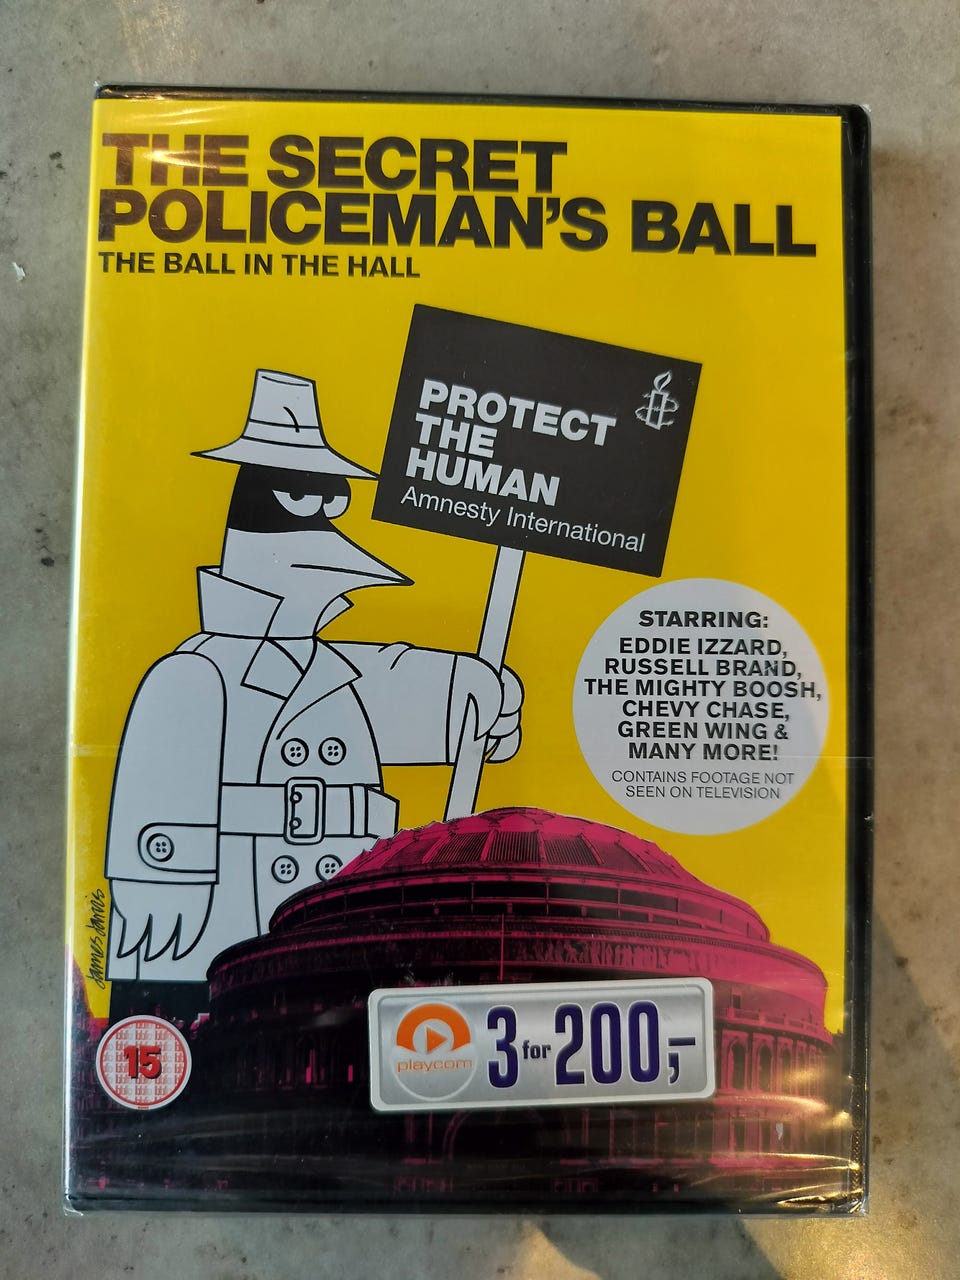 THE SECRET
POLICEMAN'S BALL
THE BALL IN THE HALL
PROTECT
THE
HUMAN
Amnesty International
STARRING:
EDDIE IZZARD,
RUSSELL BRAND,
THE MIGHTY BOOSH,
CHEVY CHASE,
GREEN WING &
MANY MORE!
CONTAINS FOOTAGE NOT
SEEN ON TELEVISION
James Jarvis
15
playcom
3 for 200,-